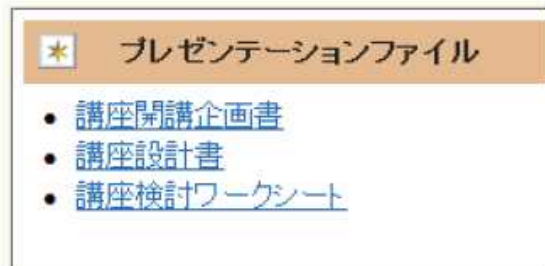 プレゼンテーションファイル
講座開講企画書
講座設計書
講座検討ワークシート